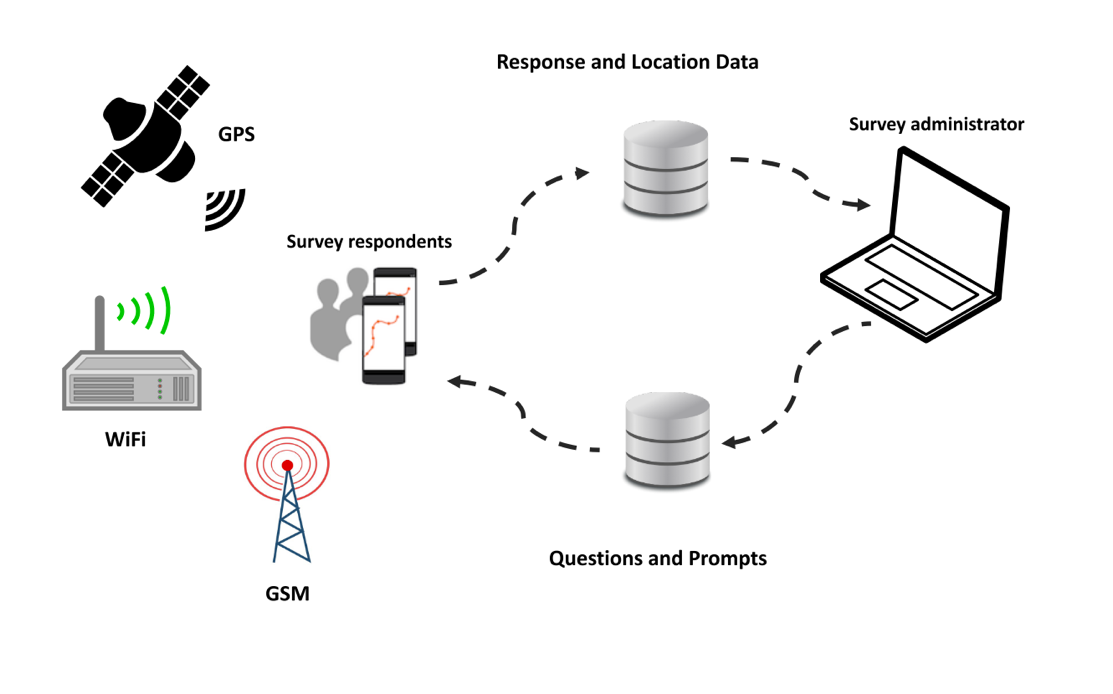 Response and Location Data
Survey administrator
GPS
Survey respondents
WiFi
Questions and Prompts
GSM